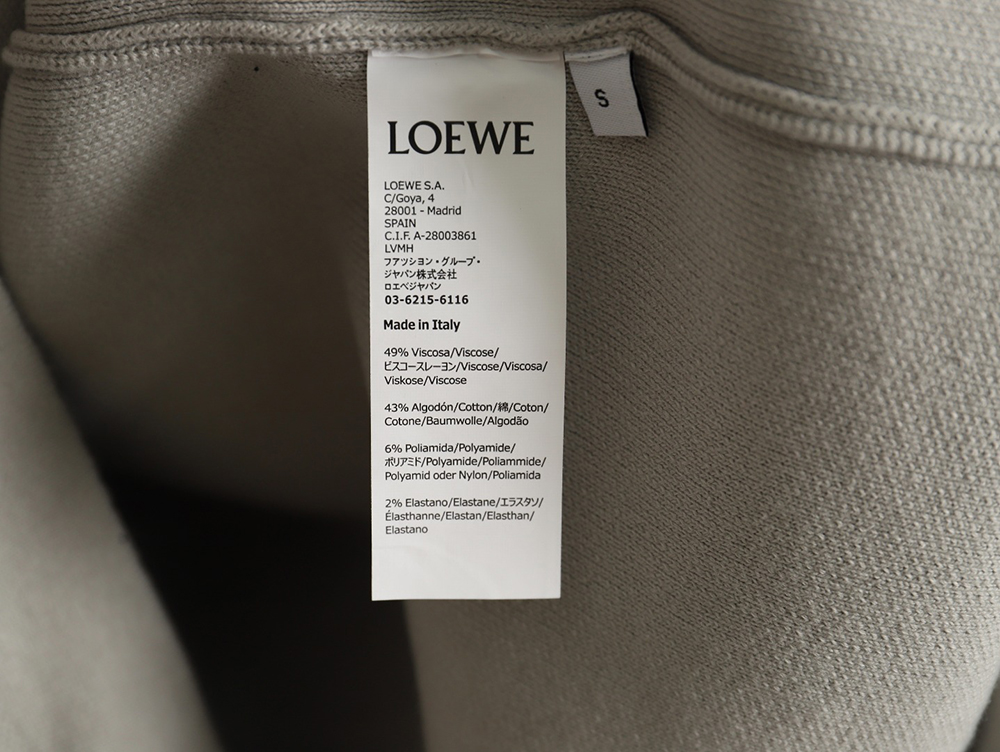 LOEWE
LOEWE S.A.
C/Goya, 4
28001 - Madrid
SPAIN
C.I.F. A-28003861
LVMH
ファッション・グループ・
ジャパン株式会社
ロエベジャパン
03-6215-6116
Made in Italy
49% Viscosa/Viscose/
ビスコースレーヨン/Viscose/Viscosa/
Viskose/Viscose
43% Algodón/Cotton/綿/Coton/
Cotone/Baumwolle/Algodão
6% Poliamida/Polyamide/
ポリアミド/Polyamide/Poliammide/
Polyamid oder Nylon/Poliamida
2% Elastano/Elastane/エラスタン/
Élasthanne/Elastan/Elasthan/
Elastano
S